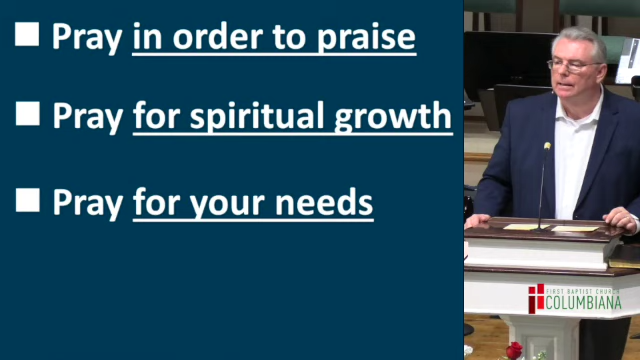 Pray in order to praise
Pray for spiritual growth
Pray for your needs
FIRST BAPTIST CHURCH
COLUMBIANA